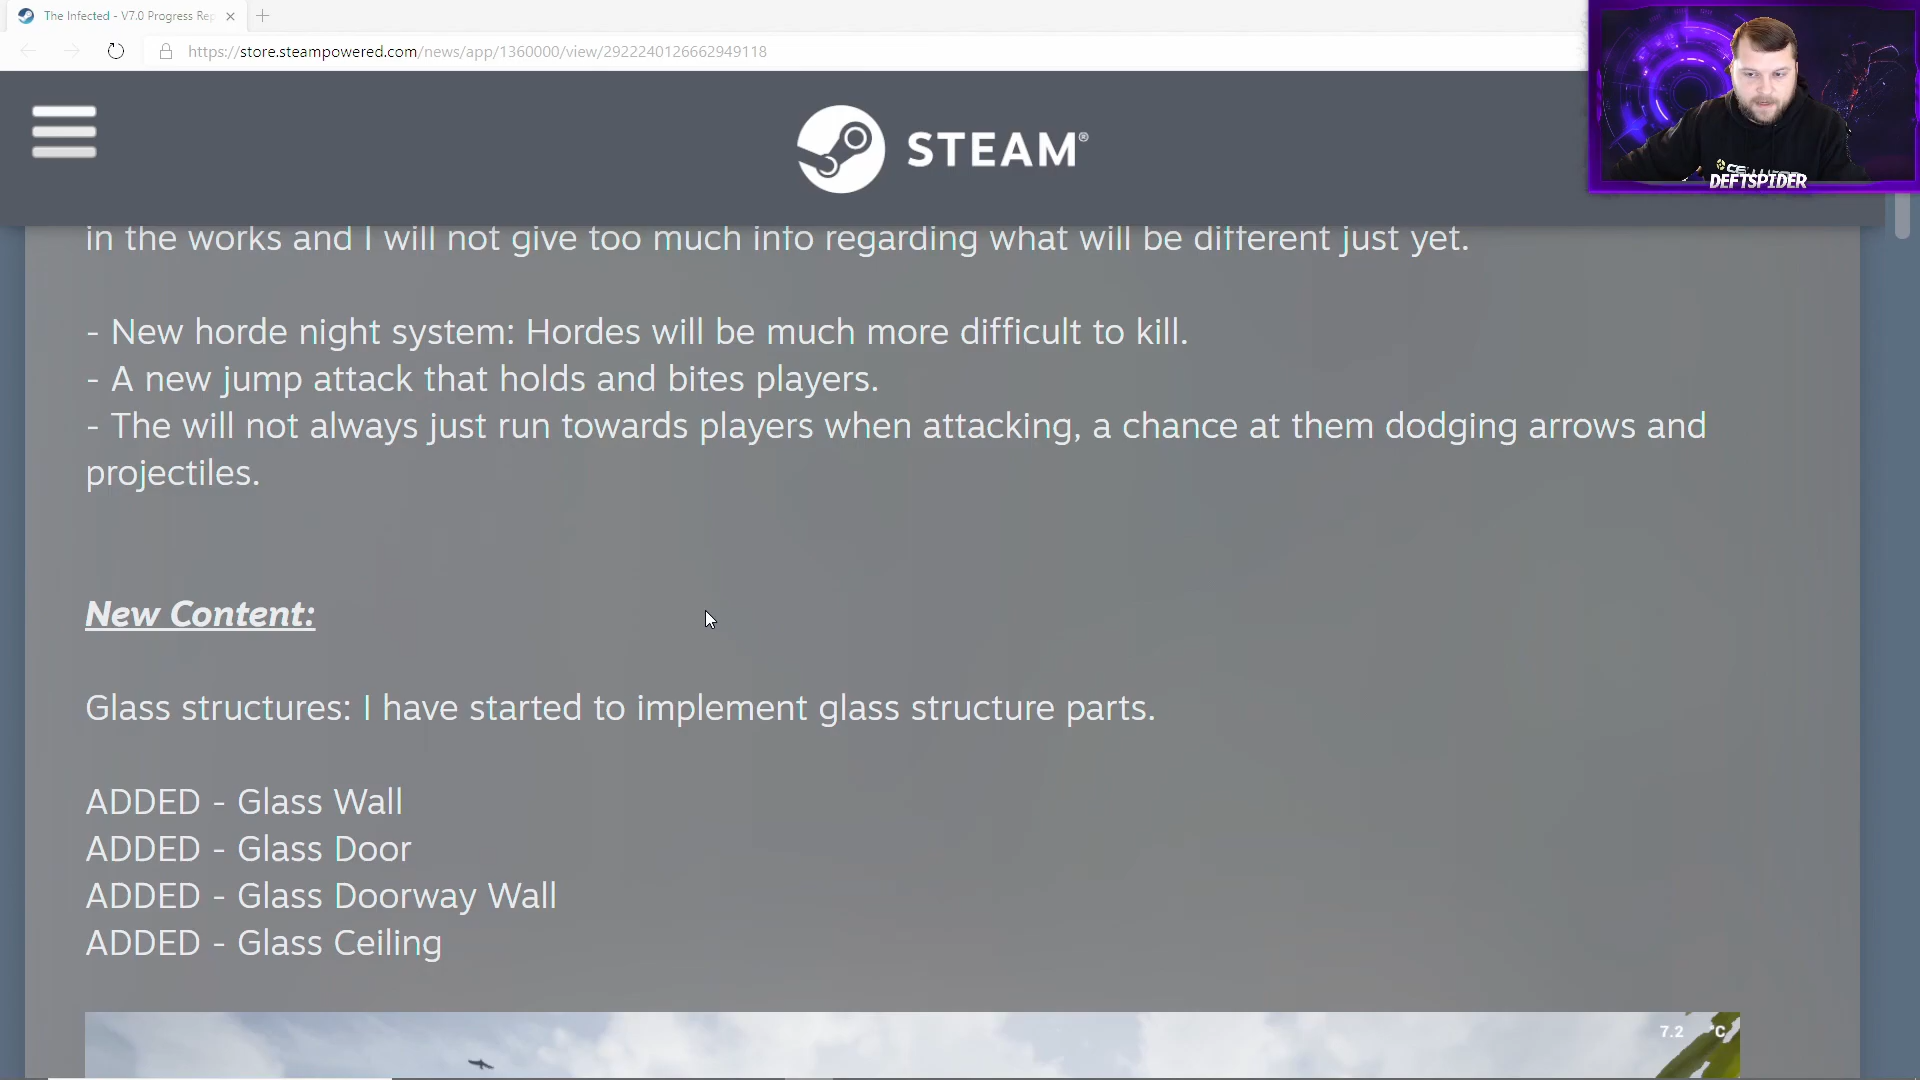 The Infected - V7.0 Progress Rep
https://store.steampowered.com/news/app/1360000/view/2922240126662949118
STEAM®
DEFTSPIDER
in the works and I will not give too much info regarding what will be different just yet.
- New horde night system: Hordes will be much more difficult to kill.
- A new jump attack that holds and bites players.
- The will not always just run towards players when attacking, a chance at them dodging arrows and
projectiles.
New Content:
Glass structures: I have started to implement glass structure parts.
ADDED - Glass Wall
ADDED - Glass Door
ADDED - Glass Doorway Wall
ADDED - Glass Ceiling
7.2 °C